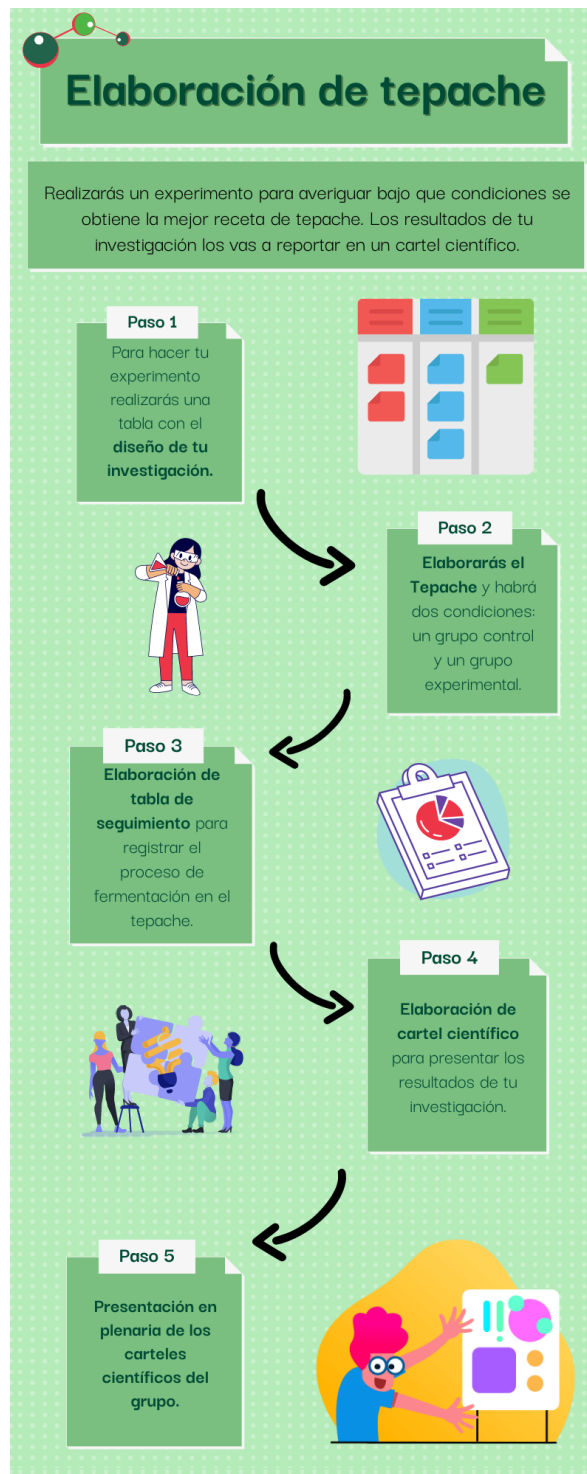 Elaboración de tepache
Realizarás un experimento para averiguar bajo que condiciones se
obtiene la mejor receta de tepache. Los resultados de tu
investigación los vas a reportar en un cartel científico.
Paso 1
Para hacer tu
experimento
realizarás una
tabla con el
diseño de tu
investigación.
Paso 2
Elaborarás el
Tepache y habrá
dos condiciones:
un grupo control
y un grupo
experimental.
Paso 3
Elaboración de
tabla de
seguimiento para
registrar el
proceso de
fermentación en el
tepache.
Paso 4
Elaboración de
cartel científico
para presentar los
resultados de tu
investigación.
Paso 5
Presentación en
plenaria de los
carteles
científicos del
grupo.